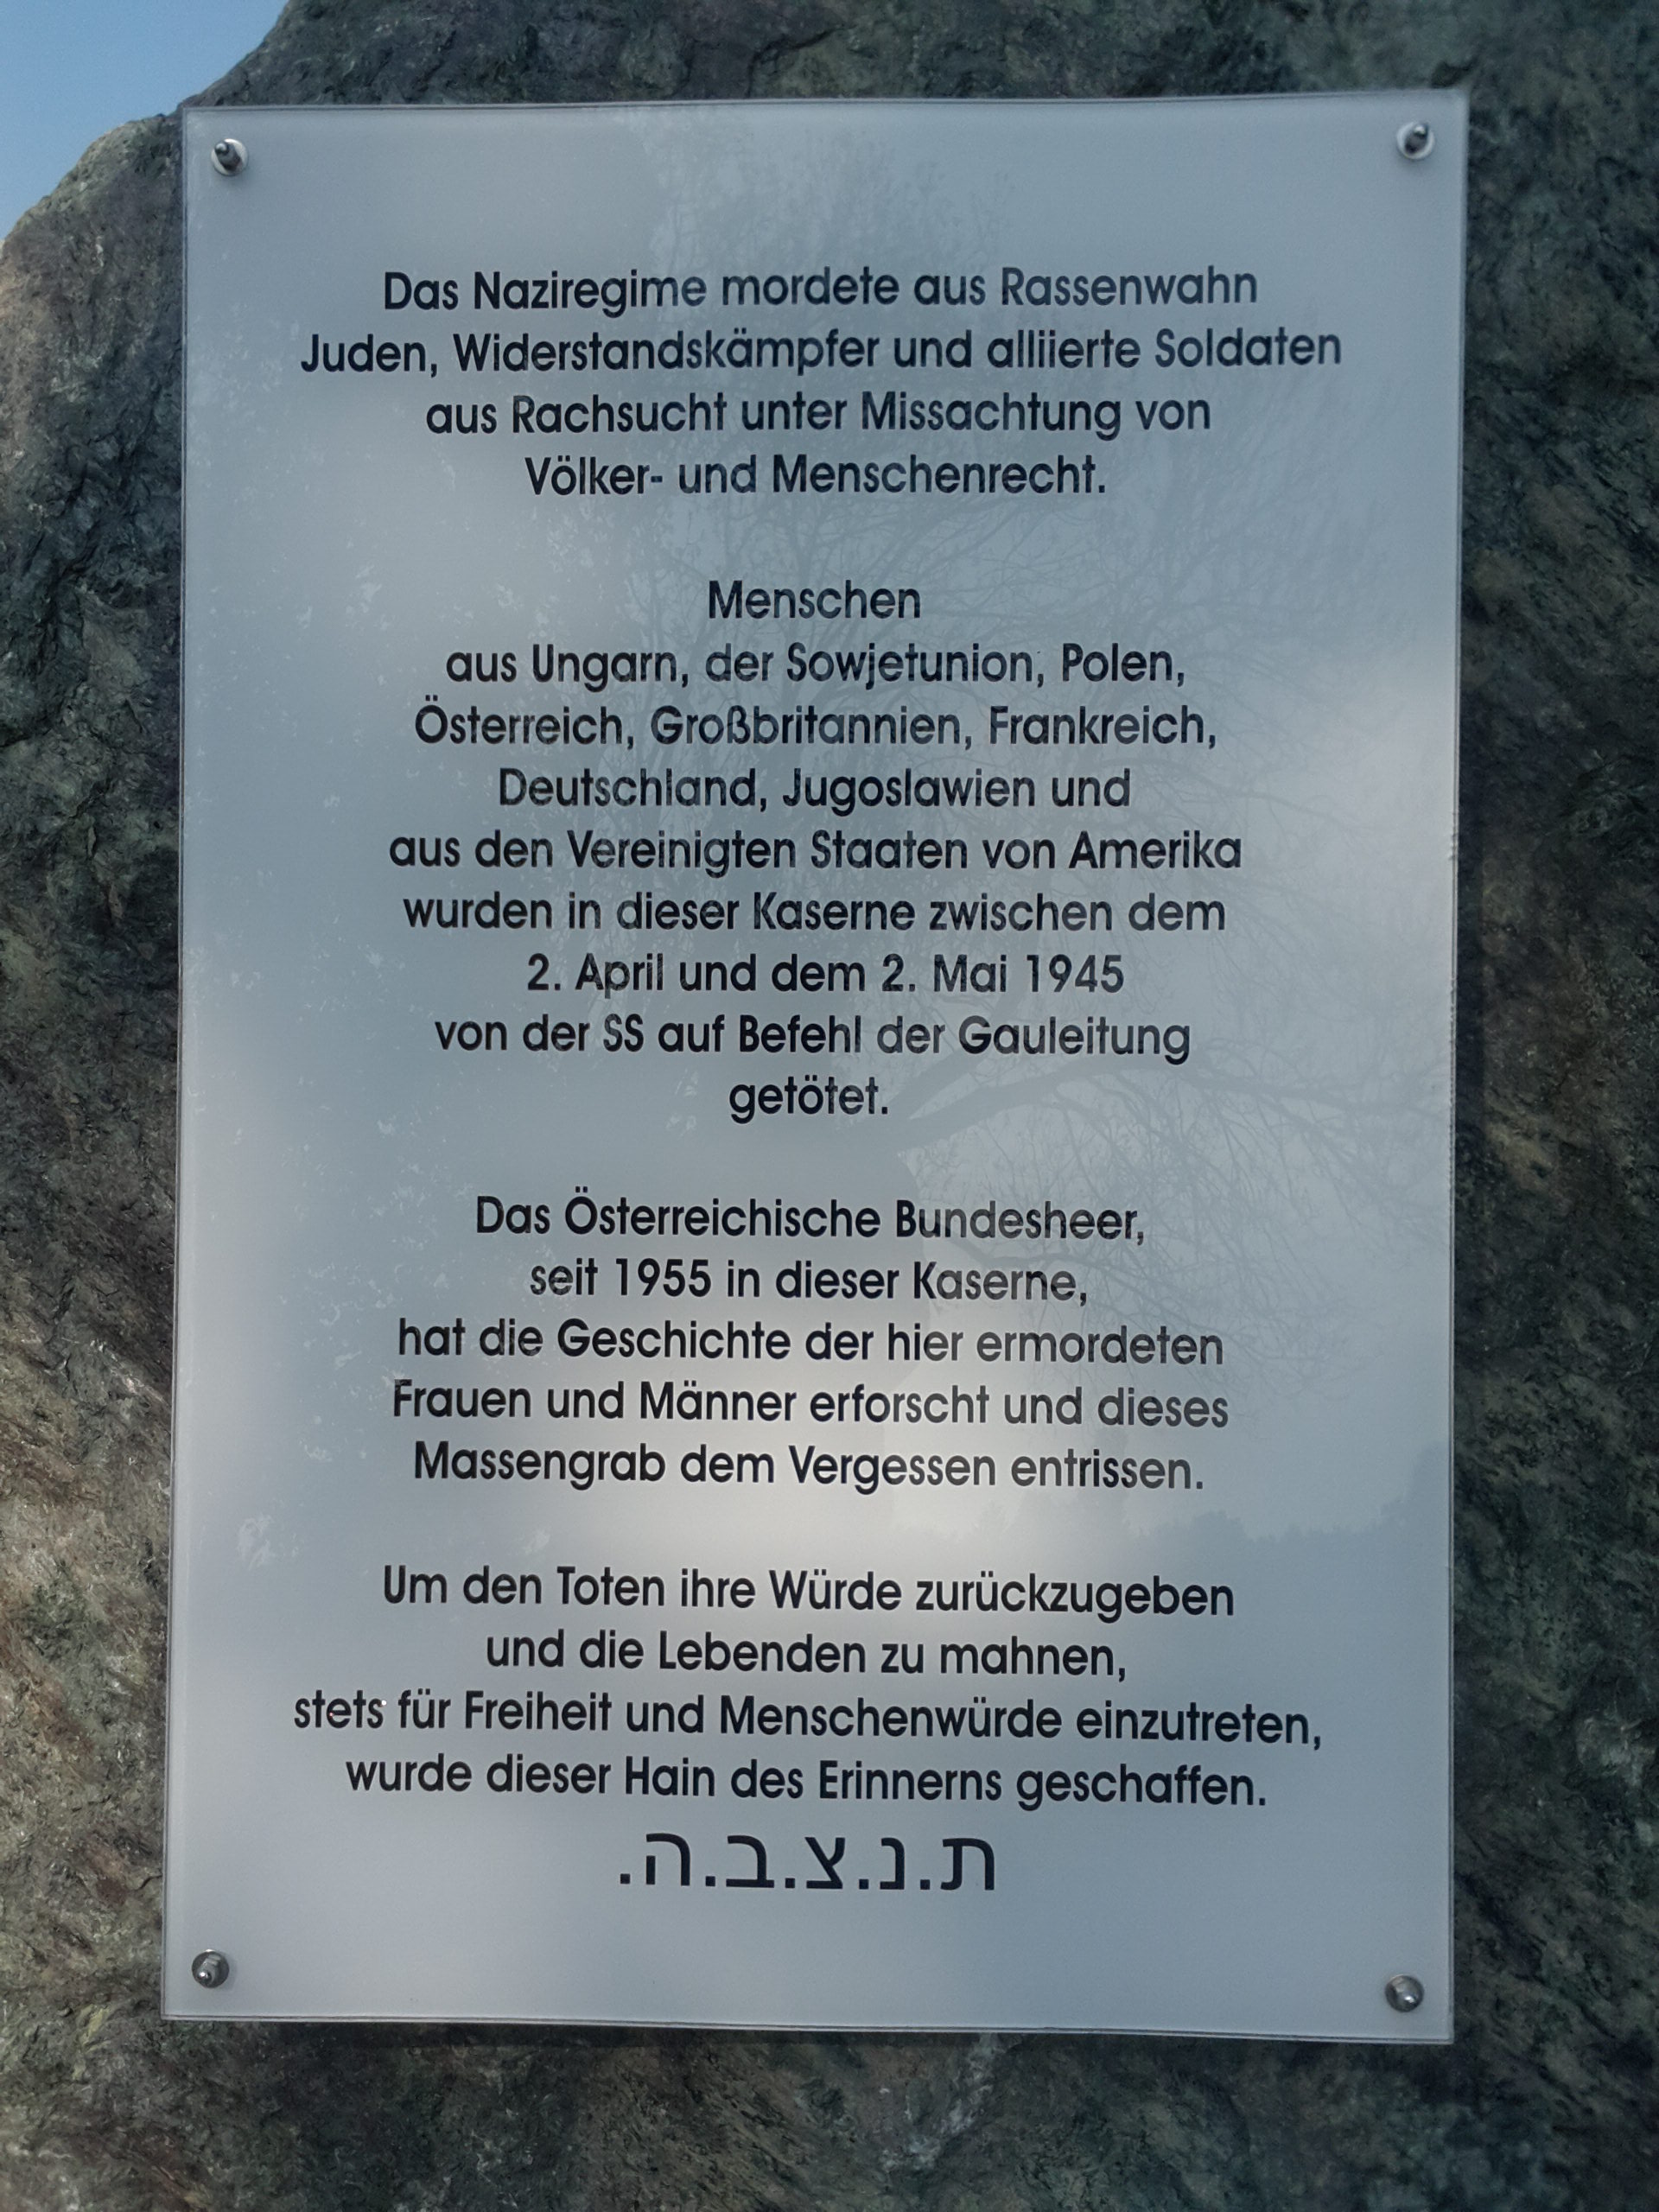 Das Naziregime mordete aus Rassenwahn
Juden, Widerstandskämpfer und alliierte Soldaten
aus Rachsucht unter Missachtung von
Völker- und Menschenrecht.
Menschen
aus Ungarn, der Sowjetunion, Polen,
Österreich, Großbritannien, Frankreich,
Deutschland, Jugoslawien und
aus den Vereinigten Staaten von Amerika
wurden in dieser Kaserne zwischen dem
2. April und dem 2. Mai 1945
von der SS auf Befehl der Gauleitung
getötet.
Das Österreichische Bundesheer,
seit 1955 in dieser Kaserne,
hat die Geschichte der hier ermordeten
Frauen und Männer erforscht und dieses
Massengrab dem Vergessen entrissen.
Um den Toten ihre Würde zurückzugeben
und die Lebenden zu mahnen,
stets für Freiheit und Menschenwürde einzutreten,
wurde dieser Hain des Erinnerns geschaffen.
ת.נ.צ.ב.ה.